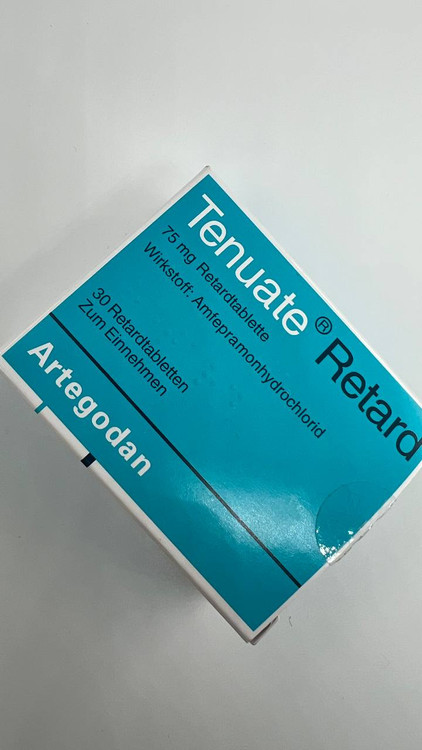 Tenuate® Retard
75 mg Retardtablette
Wirkstoff: Amfepramonhydrochlorid
30 Retardtabletten
Zum Einnehmen
Artegodan